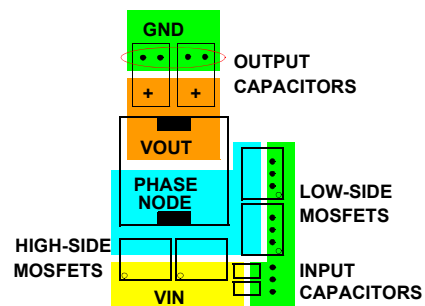 GND
OUTPUT
CAPACITORS
+ +
VOUT
PHASE
NODE
LOW-SIDE
MOSFETS
HIGH-SIDE
MOSFETS
INPUT
CAPACITORS
VIN